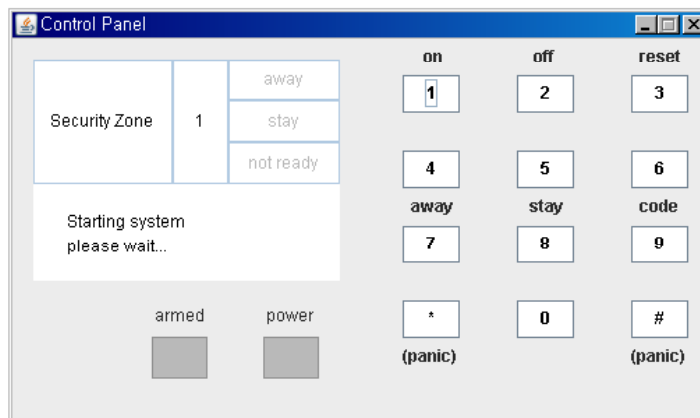 Control Panel
Security Zone
1
away
stay
not ready
Starting system
please wait...
armed power
on off reset
1 2 3
4 5 6
away stay code
7 8 9
* 0 #
(panic) (panic)